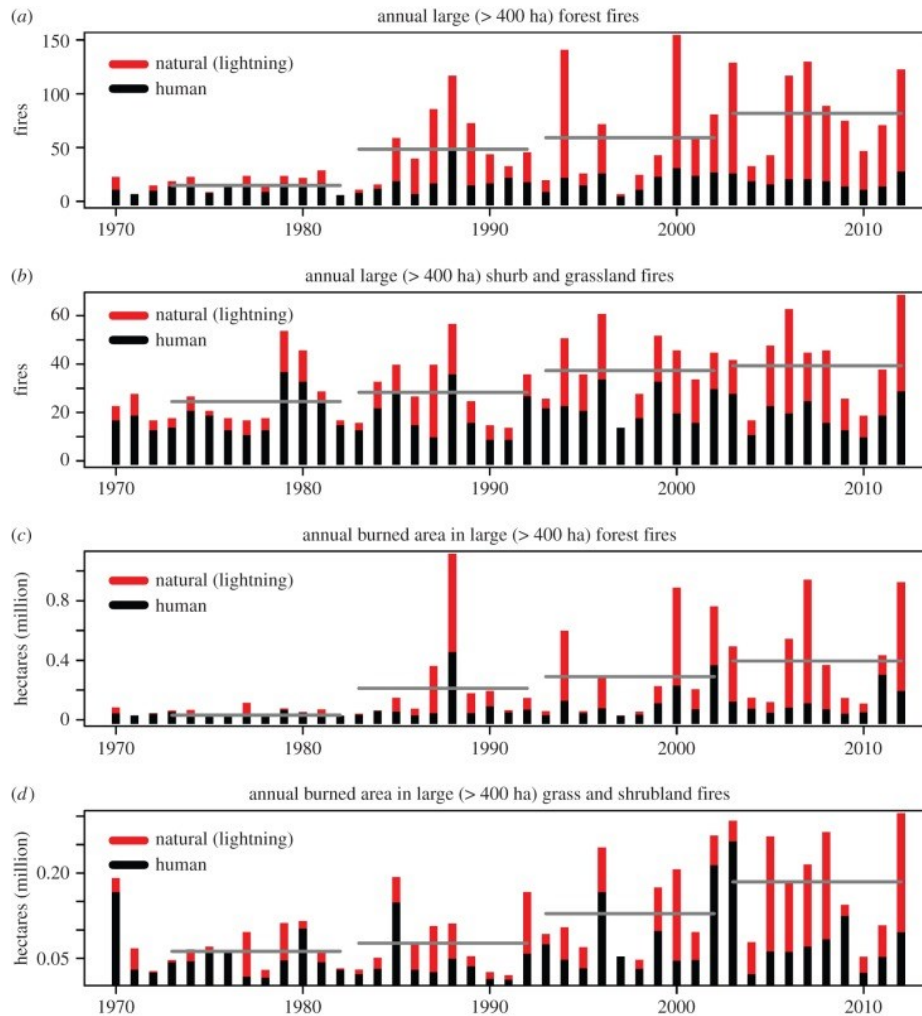 (a) annual large (> 400 ha) forest fires
natural (lightning)
human
fires
150
100
50
0
1970 1980 1990 2000 2010
(b) annual large (> 400 ha) shurb and grassland fires
natural (lightning)
human
fires
60
40
20
0
1970 1980 1990 2000 2010
(c) annual burned area in large (> 400 ha) forest fires
natural (lightning)
human
hectares (million)
0.8
0.4
0
1970 1980 1990 2000 2010
(d) annual burned area in large (> 400 ha) grass and shrubland fires
natural (lightning)
human
hectares (million)
0.20
0.05
1970 1980 1990 2000 2010